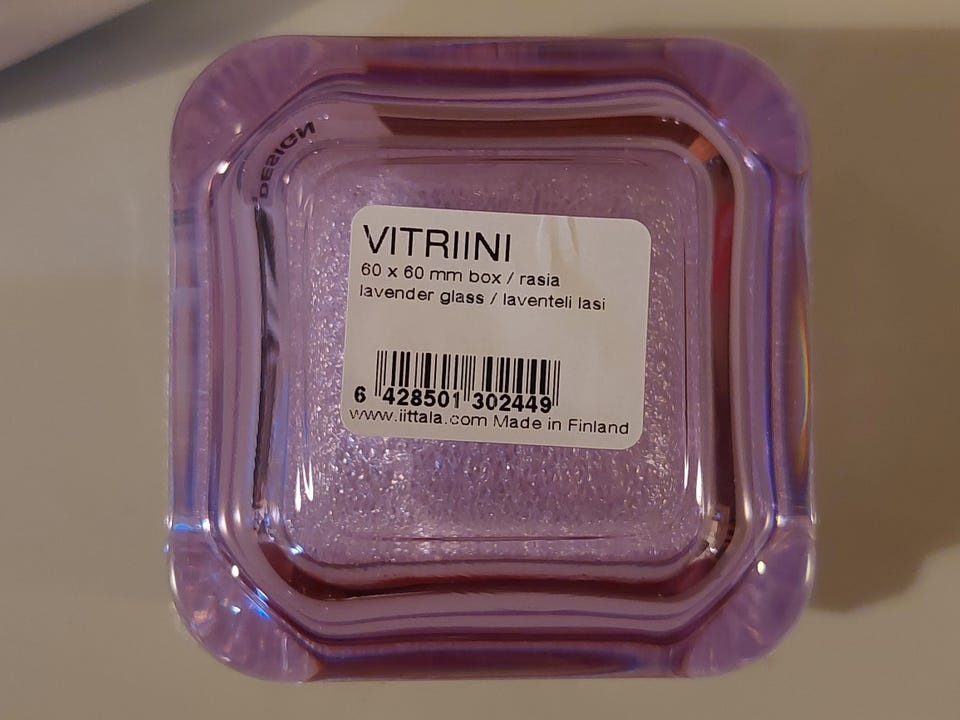 DESIGN
VITRIINI
60 x 60 mm box / rasia
lavender glass / laventeli lasi
6 428501 302449
www.iittala.com Made in Finland